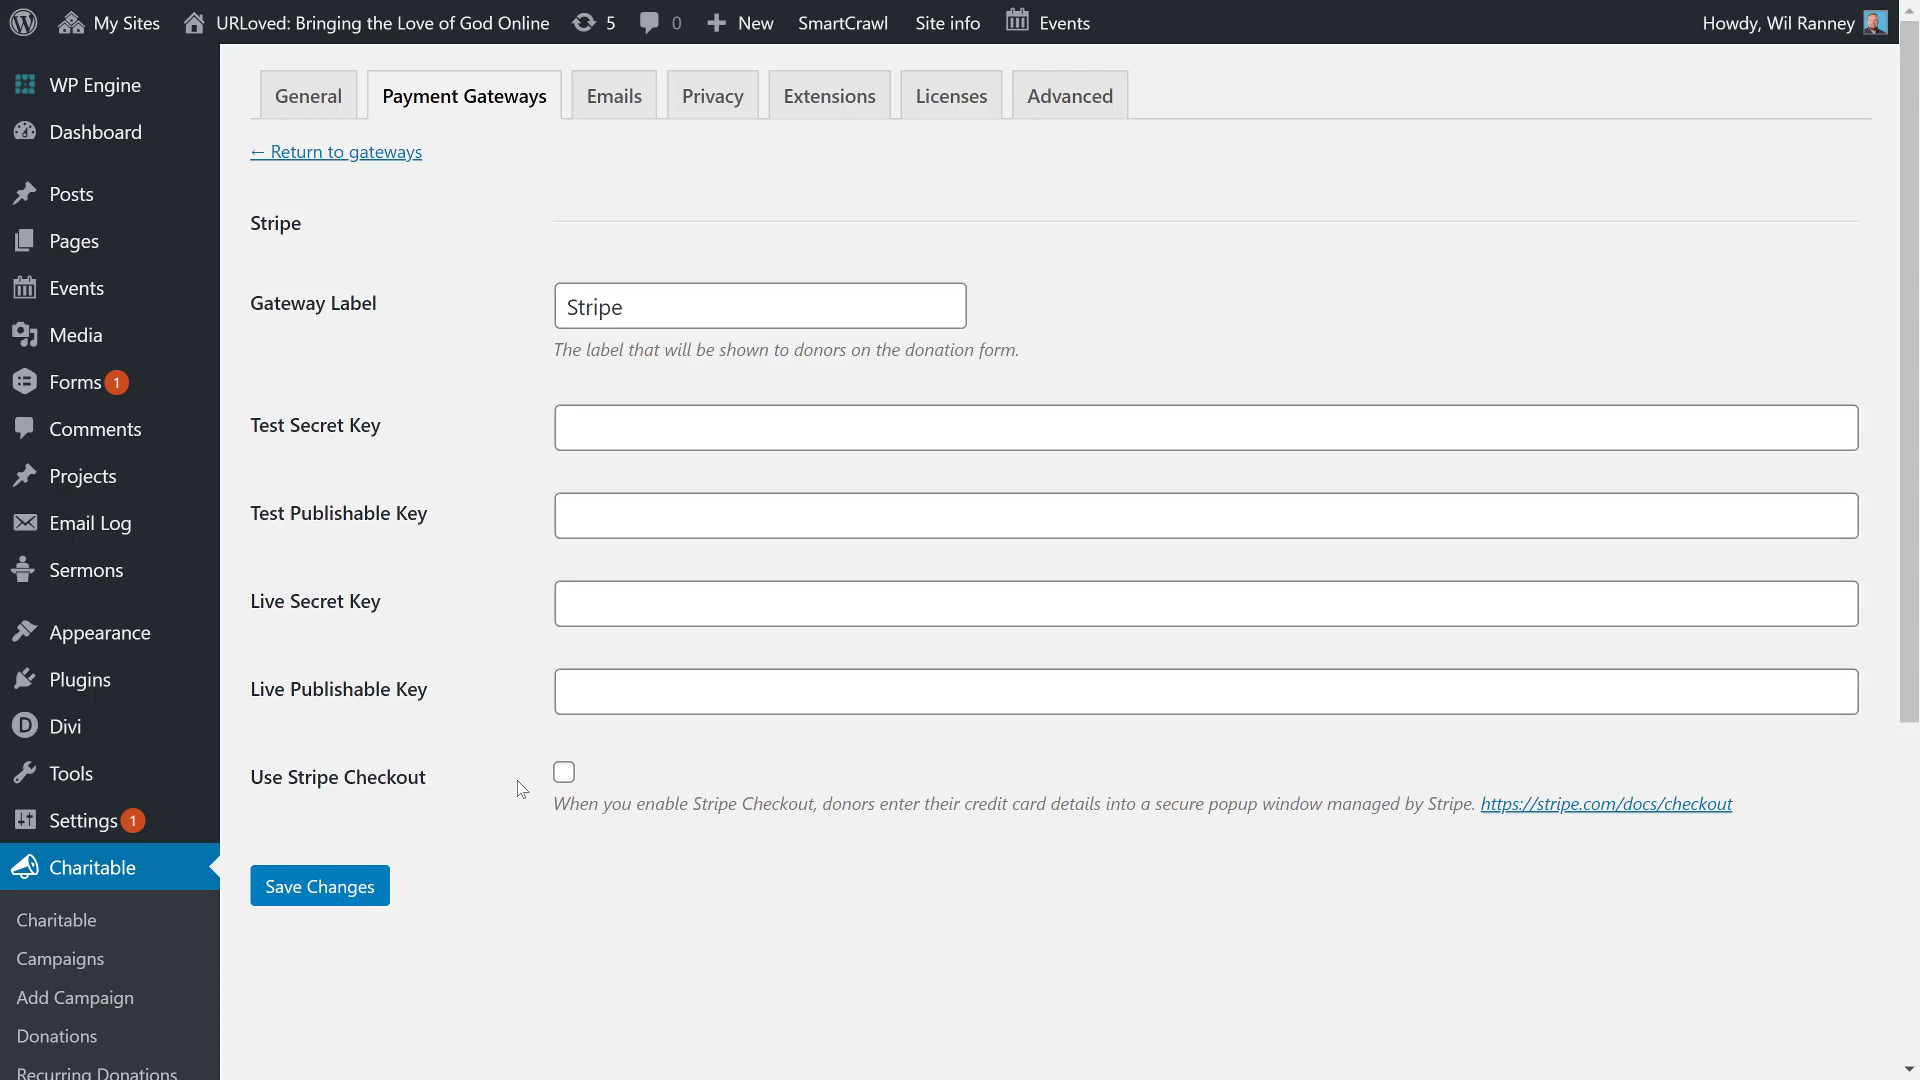 My Sites
URLoved: Bringing the Love of God Online
5
0
New
SmartCrawl
Site info
Events
Howdy, Wil Ranney
WP Engine
Dashboard
Posts
Pages
Events
Media
Forms 1
Comments
Projects
Email Log
Sermons
Appearance
Plugins
Divi
Tools
Settings 1
Charitable
Charitable
Campaigns
Add Campaign
Donations
Recurring Donations
General
Payment Gateways
Emails
Privacy
Extensions
Licenses
Advanced
← Return to gateways
Stripe
Gateway Label
Stripe
The label that will be shown to donors on the donation form.
Test Secret Key
Test Publishable Key
Live Secret Key
Live Publishable Key
Use Stripe Checkout
When you enable Stripe Checkout, donors enter their credit card details into a secure popup window managed by Stripe. https://stripe.com/docs/checkout
Save Changes